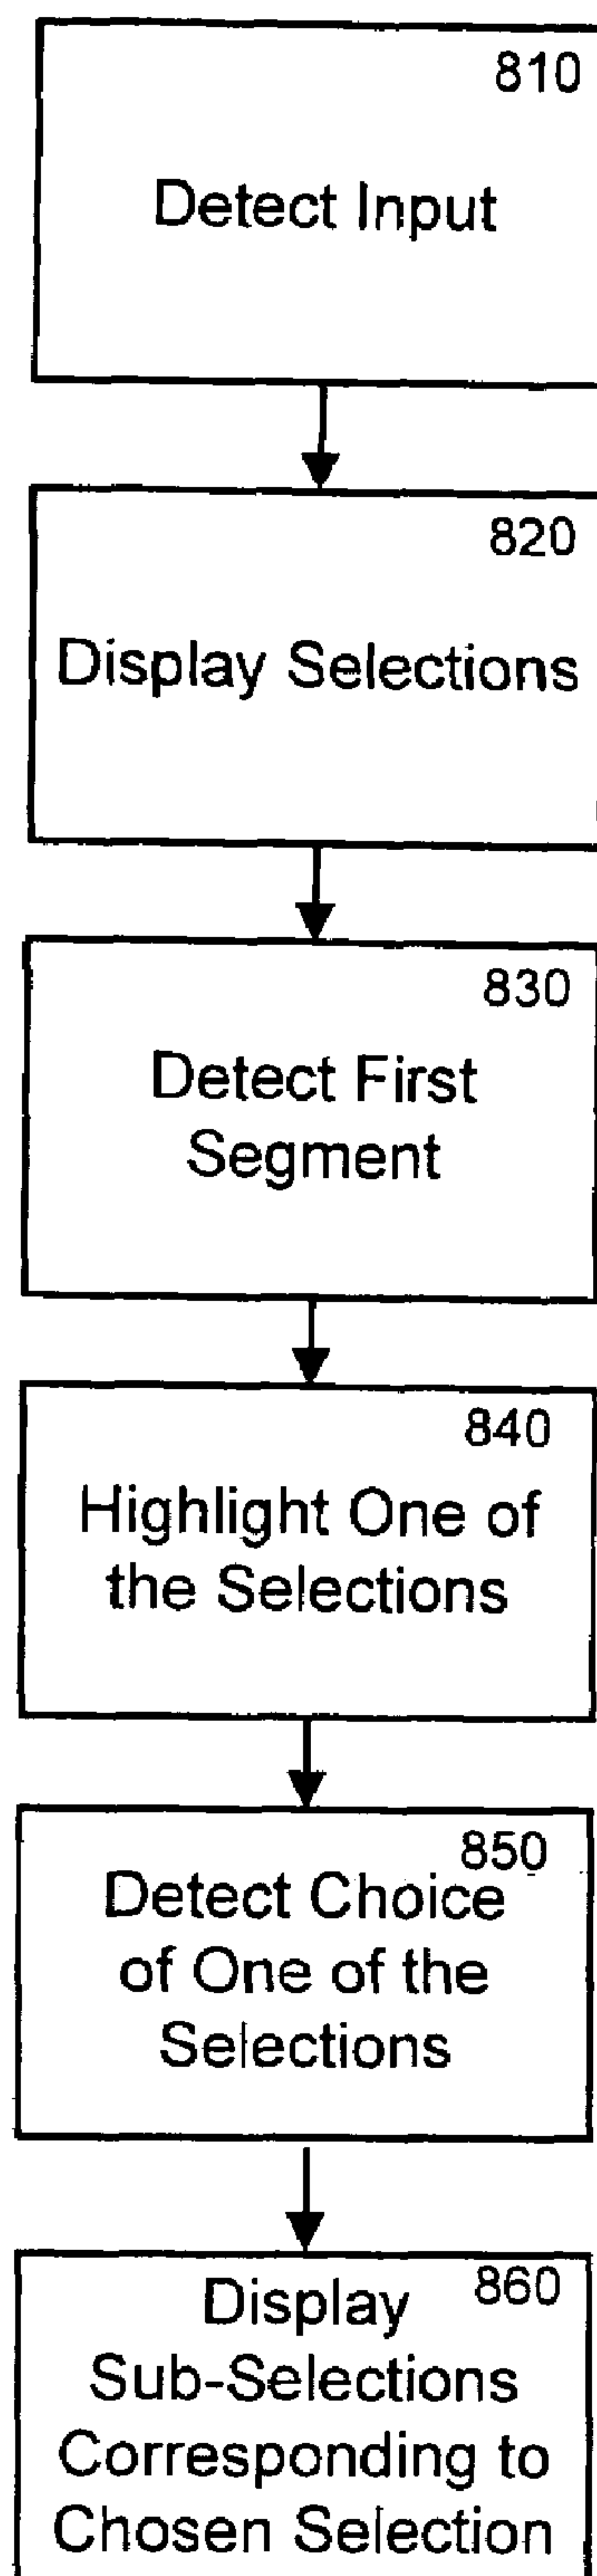 810
Detect Input
820
Display Selections
830
Detect First
Segment
840
Highlight One of
the Selections
850
Detect Choice
of One of the
Selections
860
Display
Sub-Selections
Corresponding to
Chosen Selection